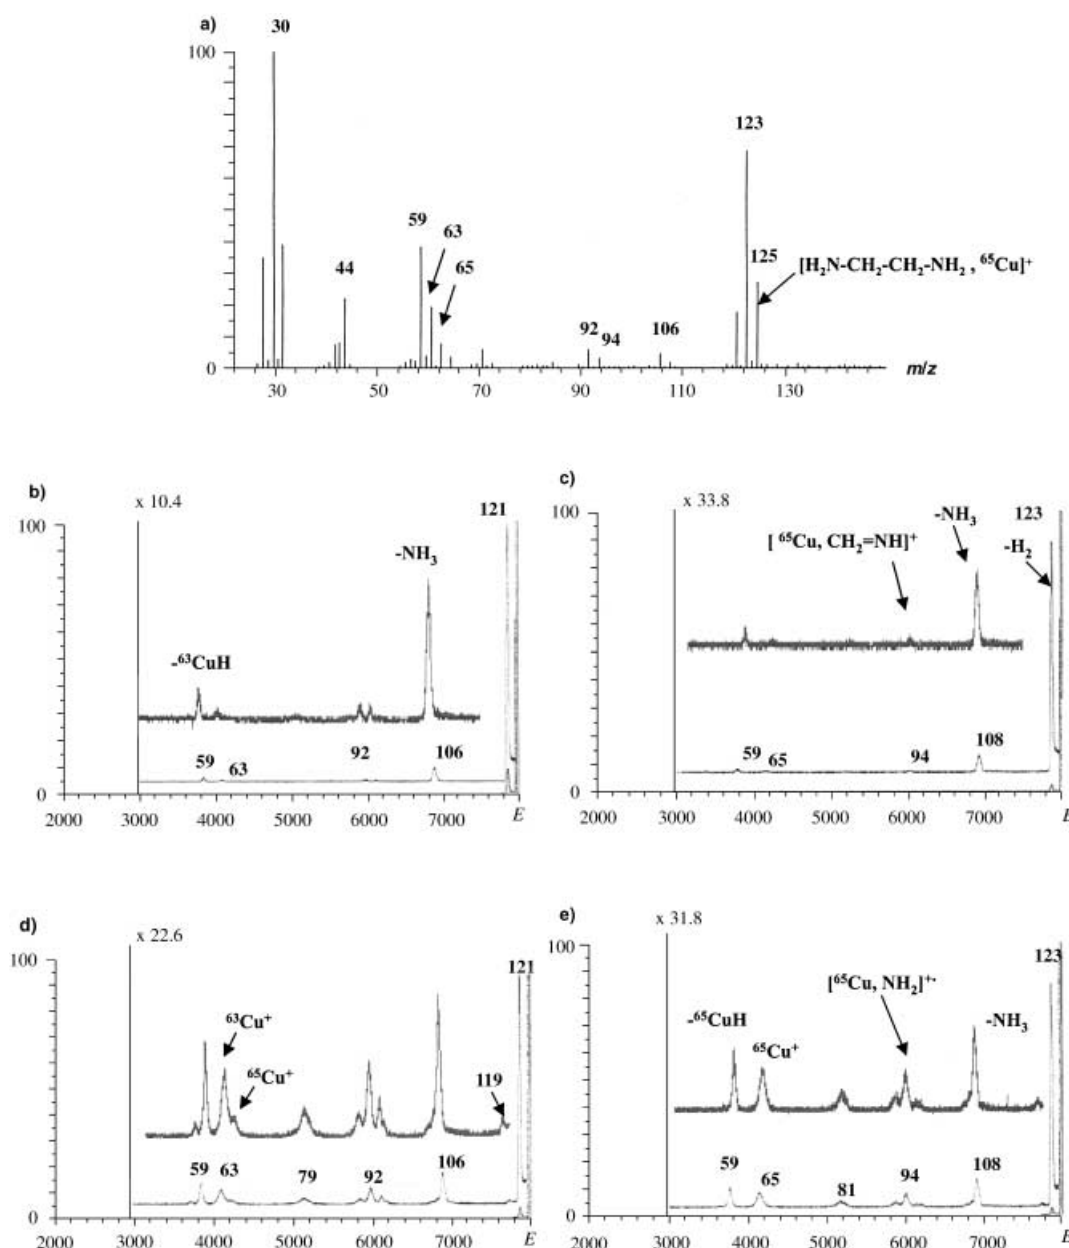 a)
30
100
123
59
63
125
[H₂N-CH₂-CH₂-NH₂ , ⁶⁵Cu]⁺
44
65
92
94
106
0
m/z
30 50 70 90 110 130
b)
x 10.4
100
121
-NH₃
-⁶³CuH
59
63
92
106
0
2000 3000 4000 5000 6000 7000 E
c)
x 33.8
100
-NH₃
123
[ ⁶⁵Cu, CH₂=NH]⁺
-H₂
59
65
94
108
0
2000 3000 4000 5000 6000 7000 E
d)
x 22.6
100
121
⁶³Cu⁺
⁶⁵Cu⁺
119
59
63
79
92
106
0
2000 3000 4000 5000 6000 7000 E
e)
x 31.8
100
123
[⁶⁵Cu, NH₂]⁺·
-⁶⁵CuH
-NH₃
⁶⁵Cu⁺
59
65
81
94
108
0
2000 3000 4000 5000 6000 7000 E